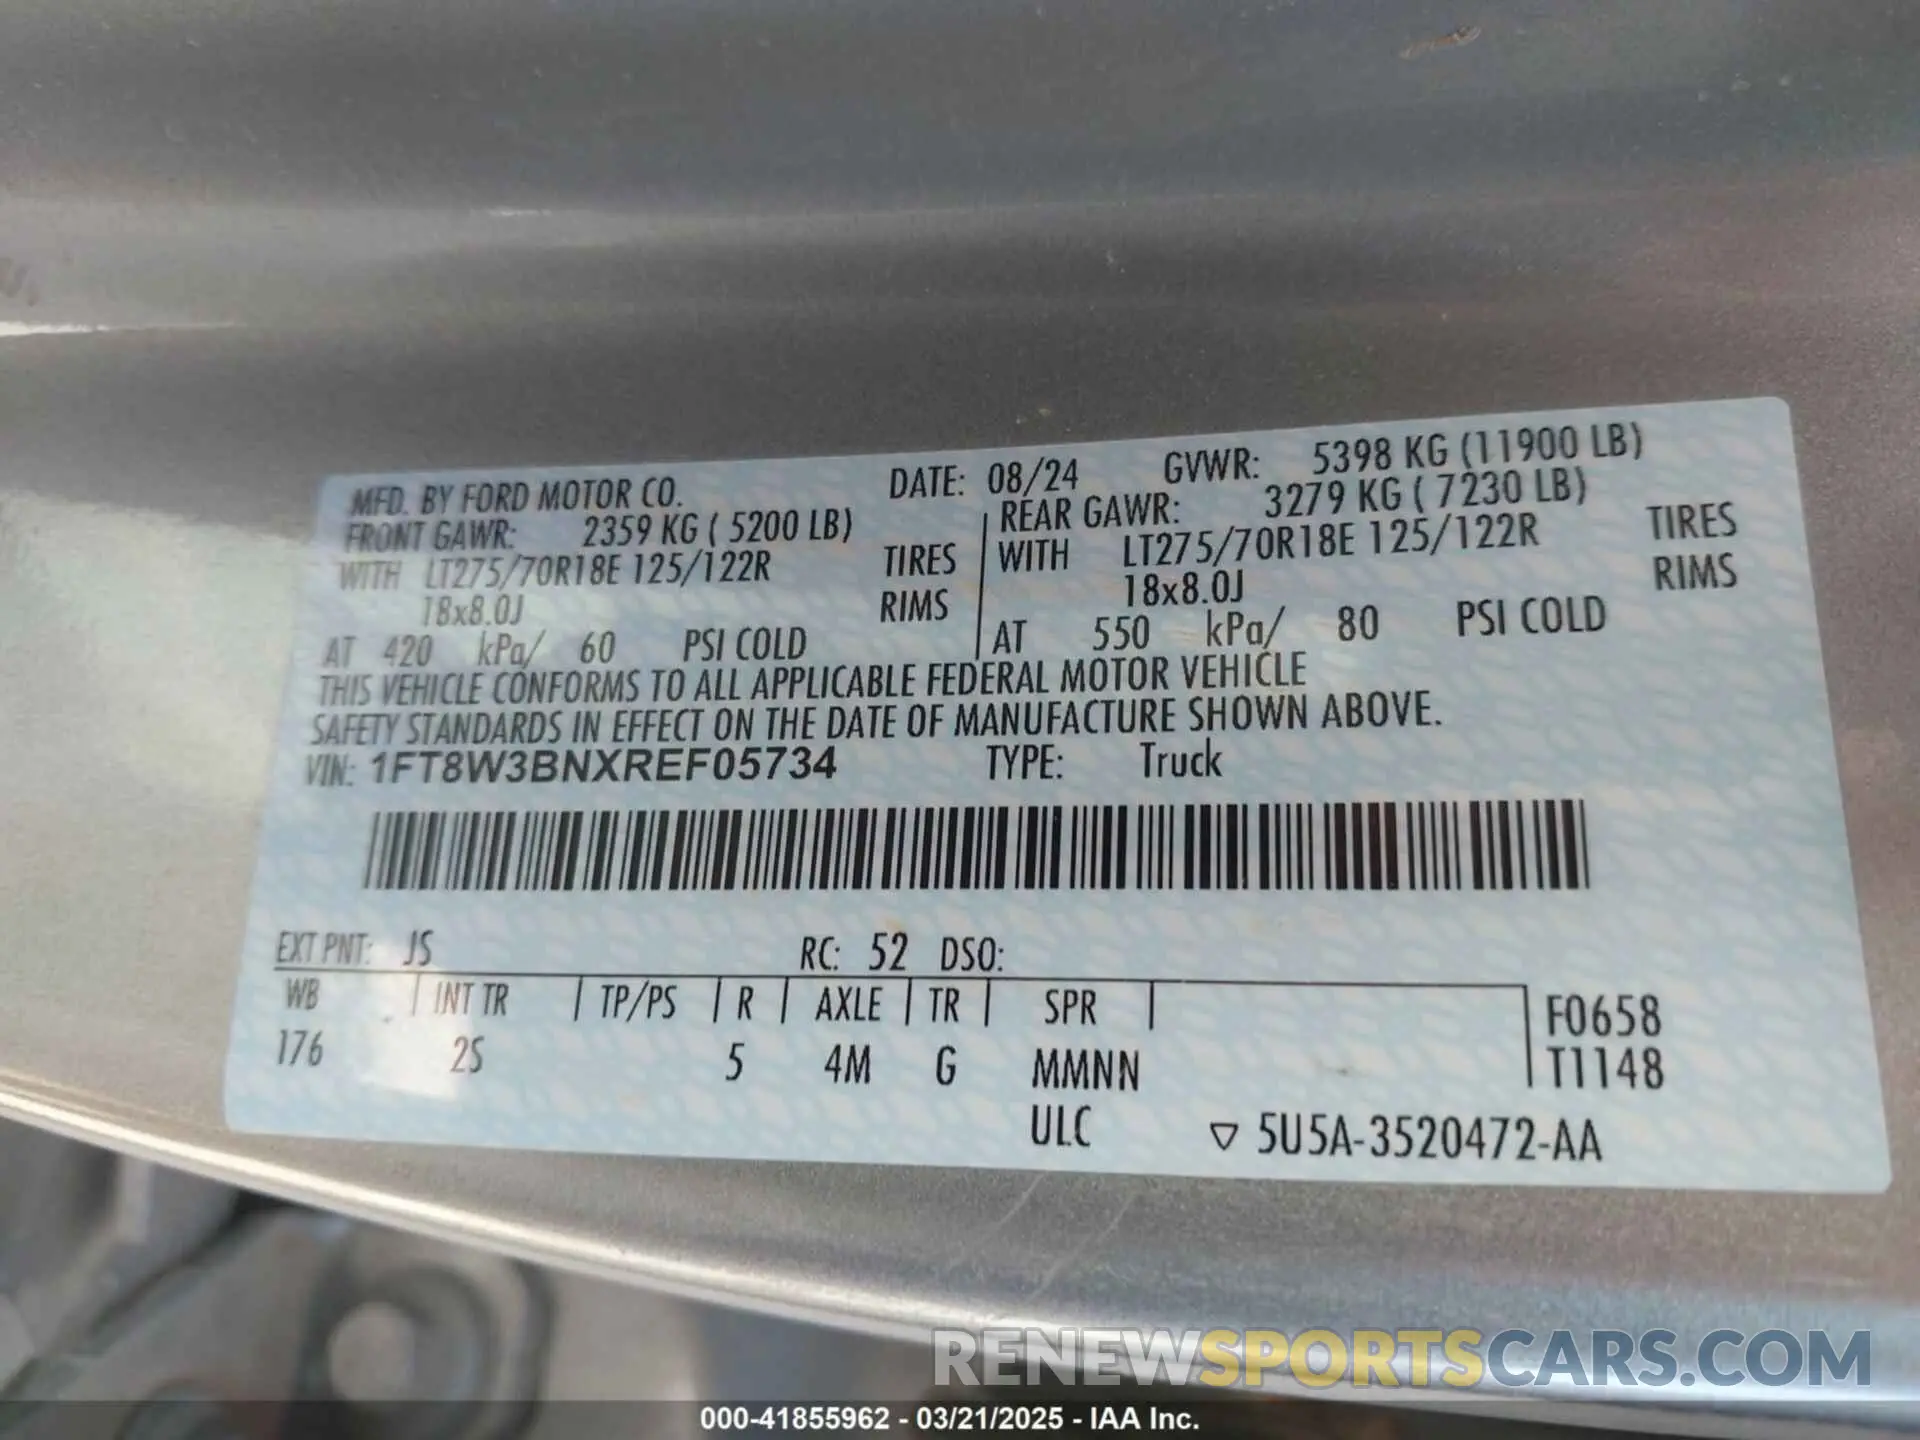 MFD. BY FORD MOTOR CO. DATE: 08/24 GVWR: 5398 KG (11900 LB)
FRONT GAWR: 2359 KG ( 5200 LB) REAR GAWR: 3279 KG ( 7230 LB)
WITH LT275/70R18E 125/122R TIRES WITH LT275/70R18E 125/122R TIRES
18x8.0J RIMS 18x8.0J RIMS
AT 420 kPa/ 60 PSI COLD AT 550 kPa/ 80 PSI COLD
THIS VEHICLE CONFORMS TO ALL APPLICABLE FEDERAL MOTOR VEHICLE
SAFETY STANDARDS IN EFFECT ON THE DATE OF MANUFACTURE SHOWN ABOVE.
VIN: 1FT8W3BNXREF05734 TYPE: Truck
EXT PNT: JS RC: 52 DSO:
WB INT TR TP/PS R AXLE TR SPR F0658
176 2S 5 4M G MMNN T1148
ULC ▽ 5U5A-3520472-AA
RENEWSPORTSCARS.COM
000-41855962 - 03/21/2025 - IAA Inc.